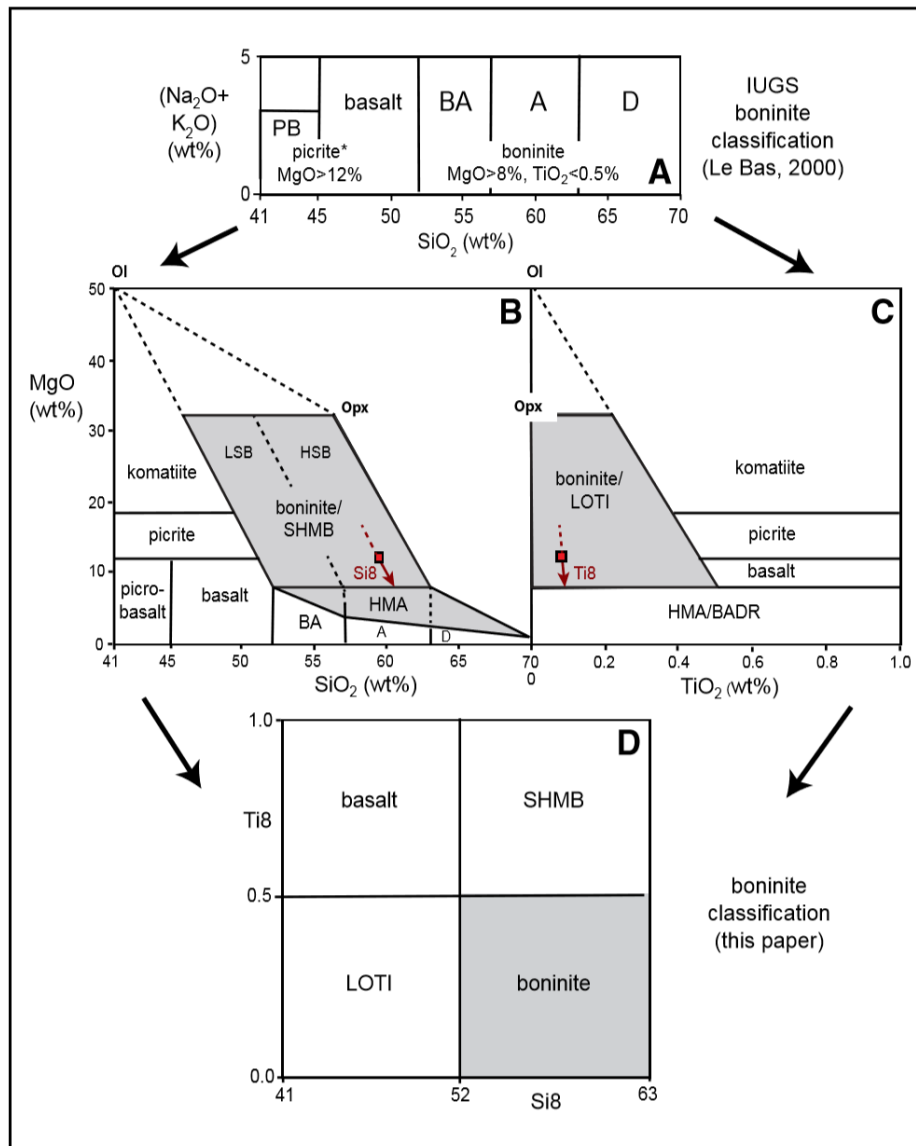 5
0
(Na₂O+
K₂O)
(wt%)
PB
basalt
BA
A
D
picrite*
MgO>12%
boninite
MgO>8%, TiO₂<0.5%
A
41
45
50
55
60
65
70
SiO₂ (wt%)
IUGS
boninite
classification
(Le Bas, 2000)
Ol
50
40
30
20
10
0
MgO
(wt%)
B
Opx
LSB
HSB
komatiite
boninite/
SHMB
picrite
Si8
picro-
basalt
basalt
BA
HMA
A
D
41
45
50
55
60
65
70
SiO₂ (wt%)
Ol
C
Opx
boninite/
LOTI
komatiite
picrite
Ti8
basalt
HMA/BADR
0
0.2
0.4
0.6
0.8
1.0
TiO₂ (wt%)
1.0
Ti8
0.5
0.0
D
basalt
SHMB
LOTI
boninite
41
52
63
Si8
boninite
classification
(this paper)